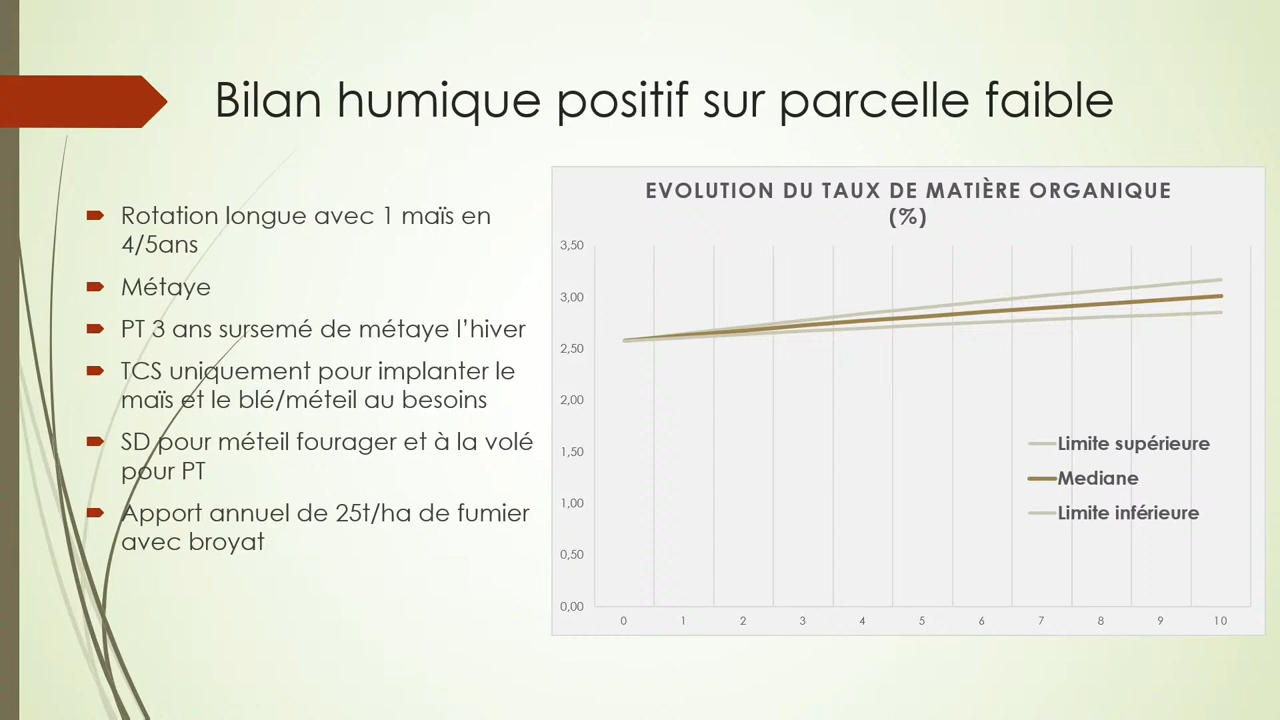 Bilan humique positif sur parcelle faible
Rotation longue avec 1 maïs en
4/5ans
Métaye
PT 3 ans sursemé de métaye l’hiver
TCS uniquement pour implanter le
maïs et le blé/méteil au besoins
SD pour méteil fourager et à la volé
pour PT
Apport annuel de 25t/ha de fumier
avec broyat
EVOLUTION DU TAUX DE MATIÈRE ORGANIQUE
(%)
3,50
3,00
2,50
2,00
1,50
1,00
0,50
0,00
0 1 2 3 4 5 6 7 8 9 10
Limite supérieure
Mediane
Limite inférieure